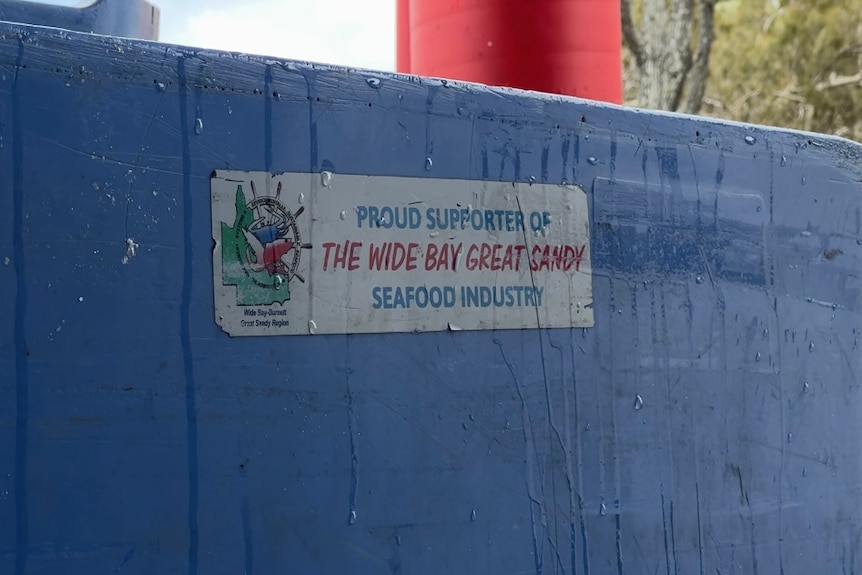 PROUD SUPPORTER OF
THE WIDE BAY GREAT SANDY
SEAFOOD INDUSTRY
Wide Bay-Burnett
Great Sandy Region